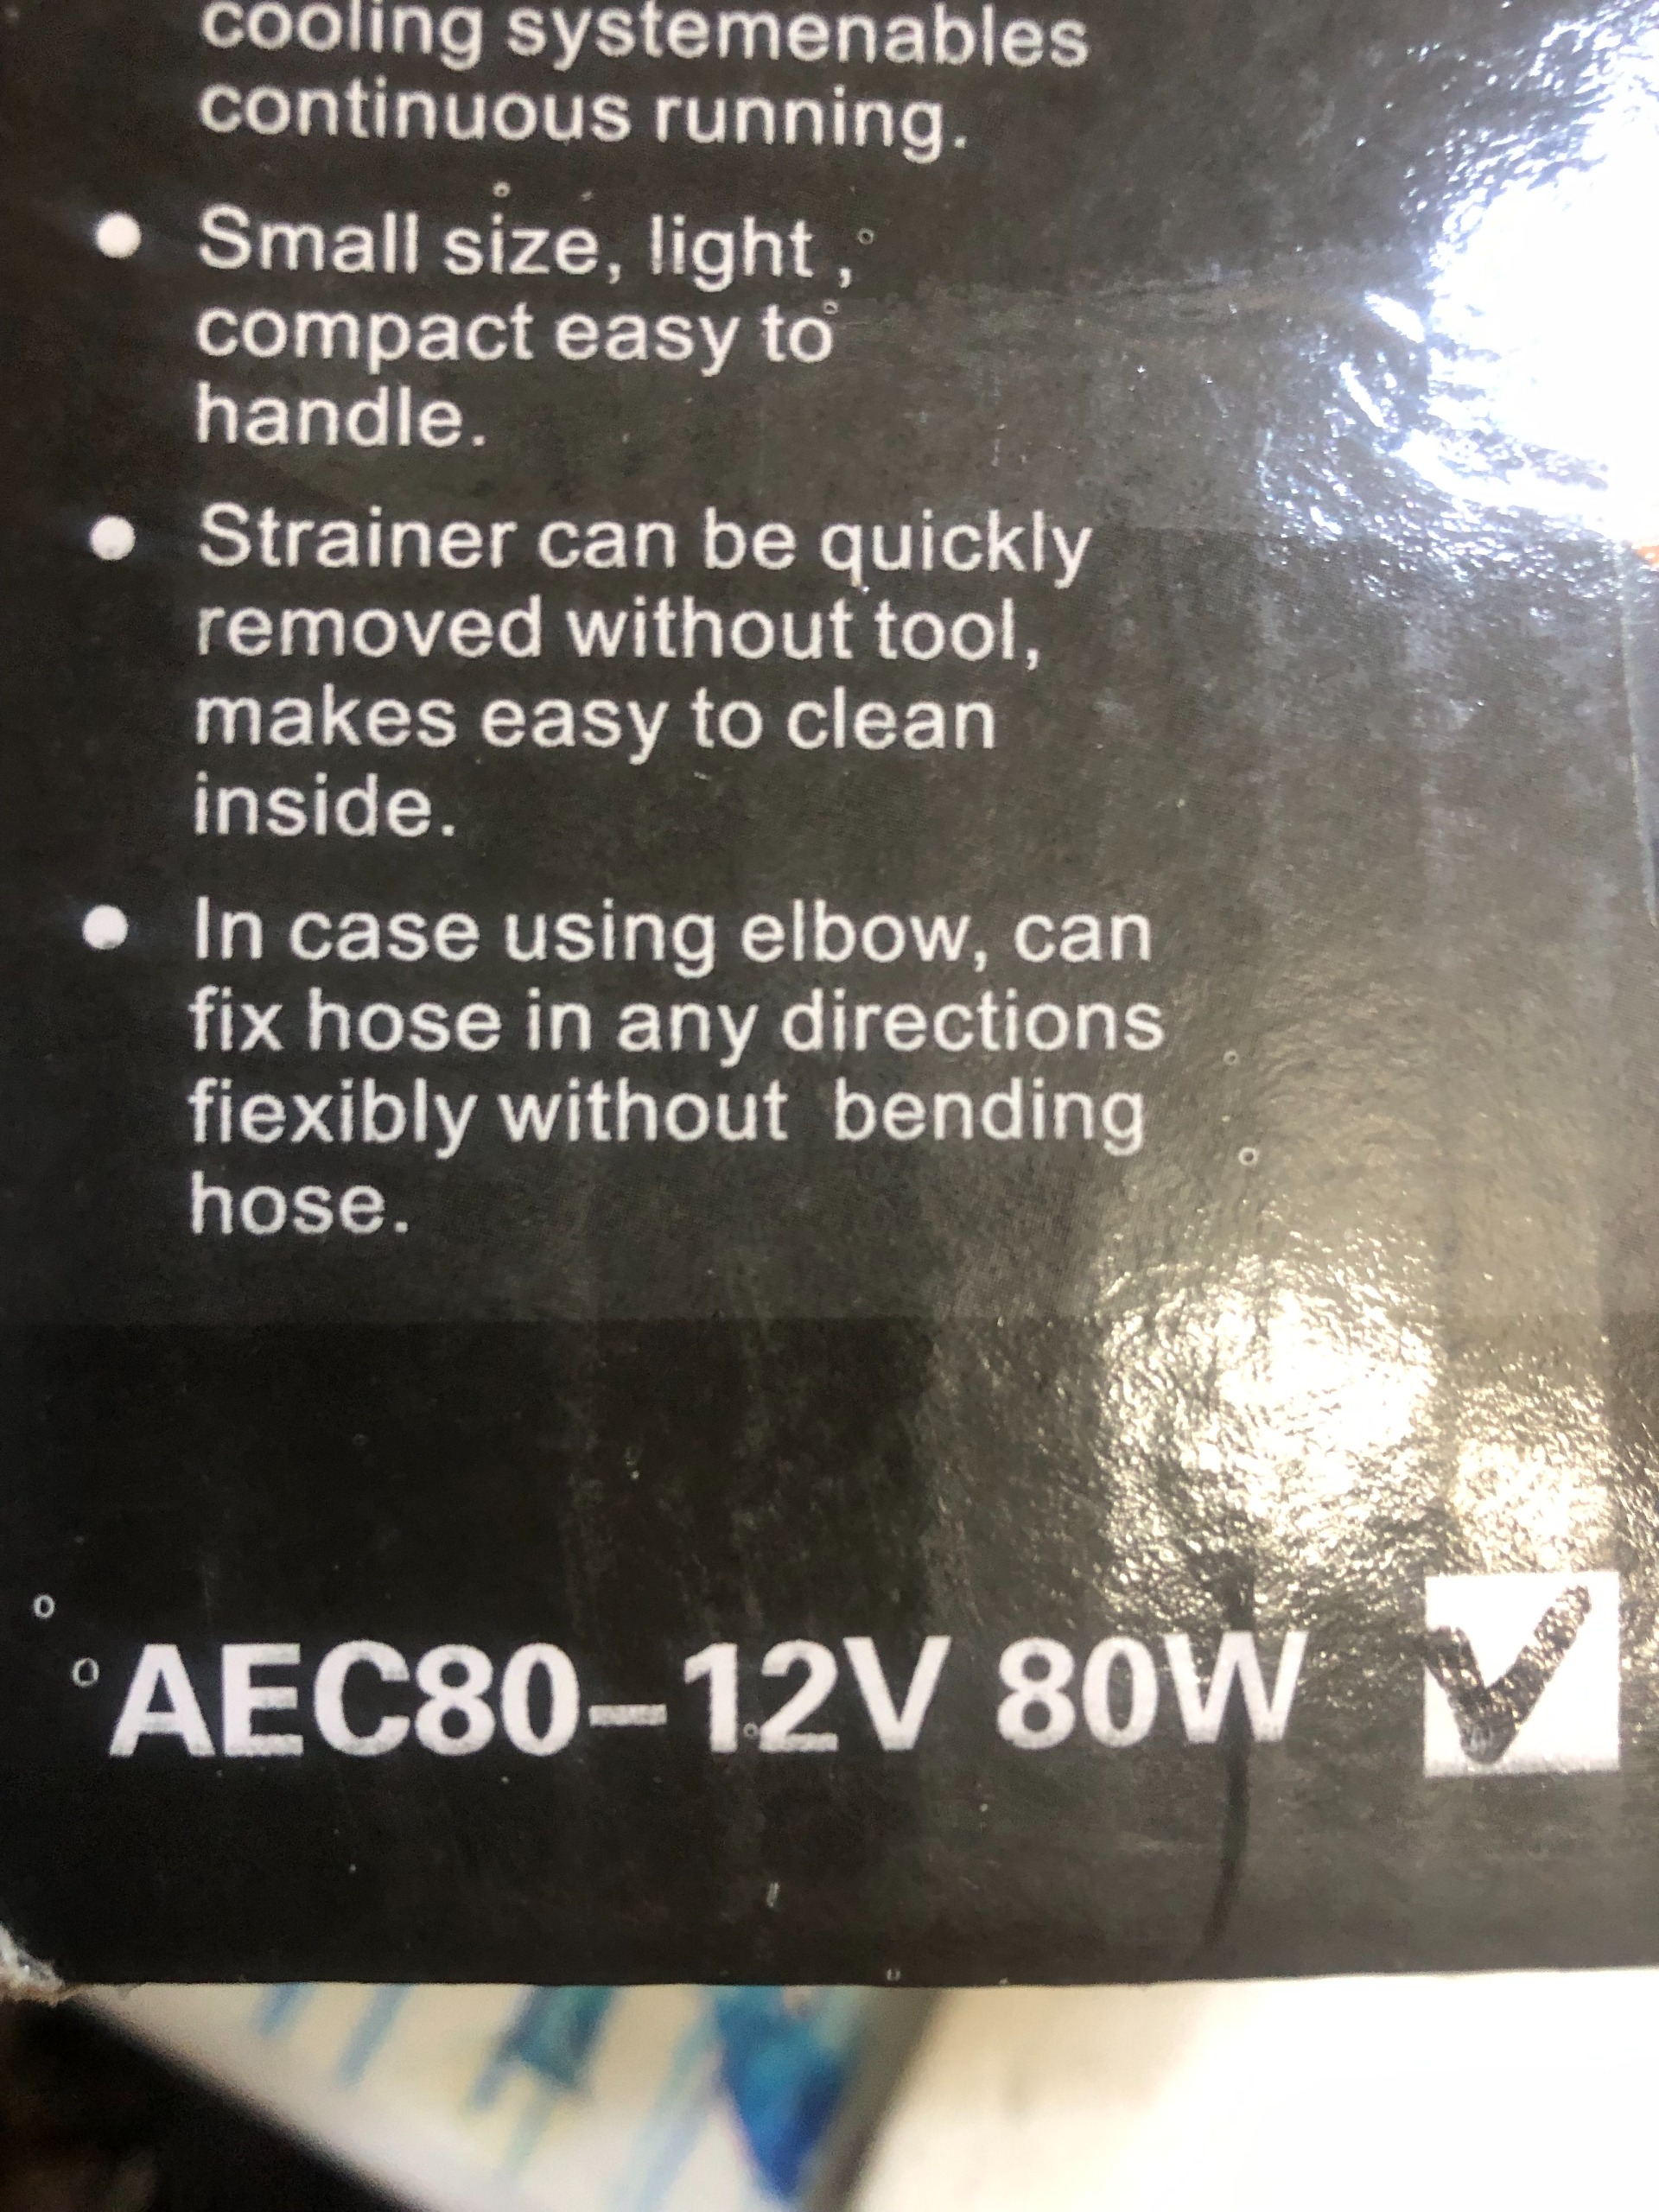 cooling systemenables
continuous running.
● Small size, light ,
compact easy to
handle.
● Strainer can be quickly
removed without tool,
makes easy to clean
inside.
● In case using elbow, can
fix hose in any directions
fiexibly without bending
hose.
AEC80-12V 80W ✓